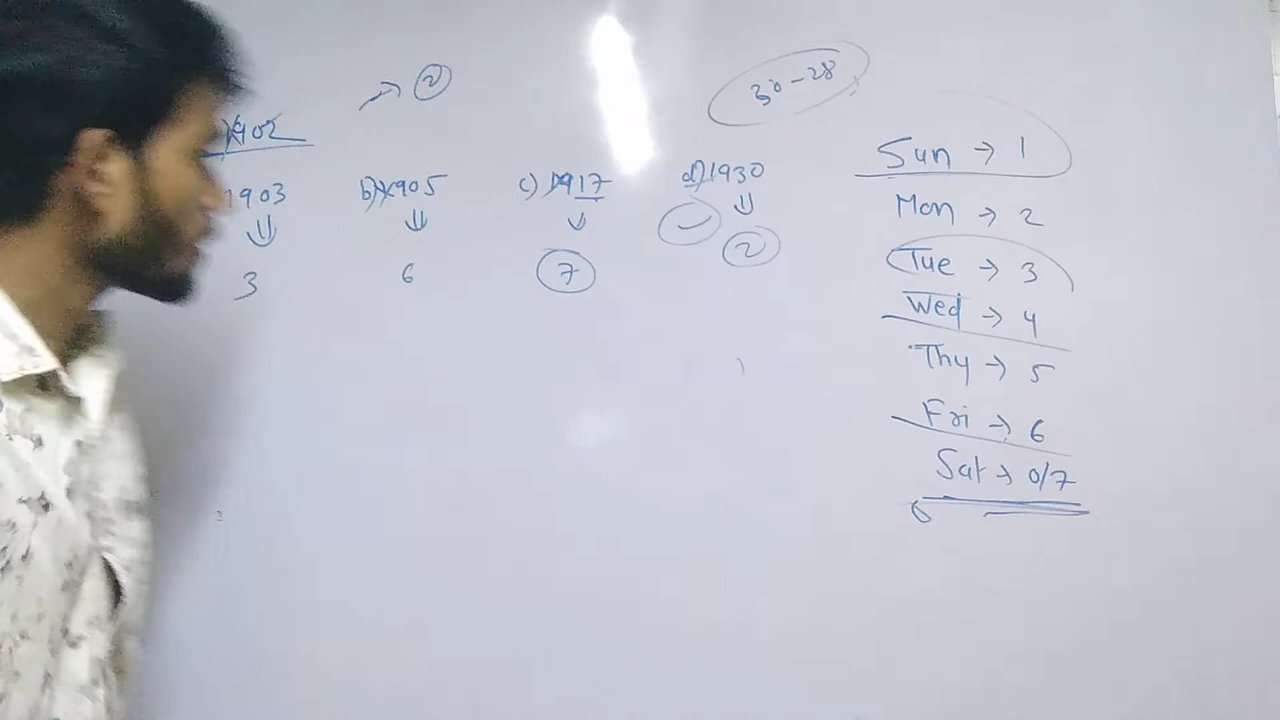 → 2
30-28
1902
1903 b) 1905 c) 1917 d) 1930
⇓ ⇓ ⇓ ⇓
3 6 7 2
Sun → 1
Mon → 2
Tue → 3
Wed → 4
Thy → 5
Fri → 6
Sat → 0/7